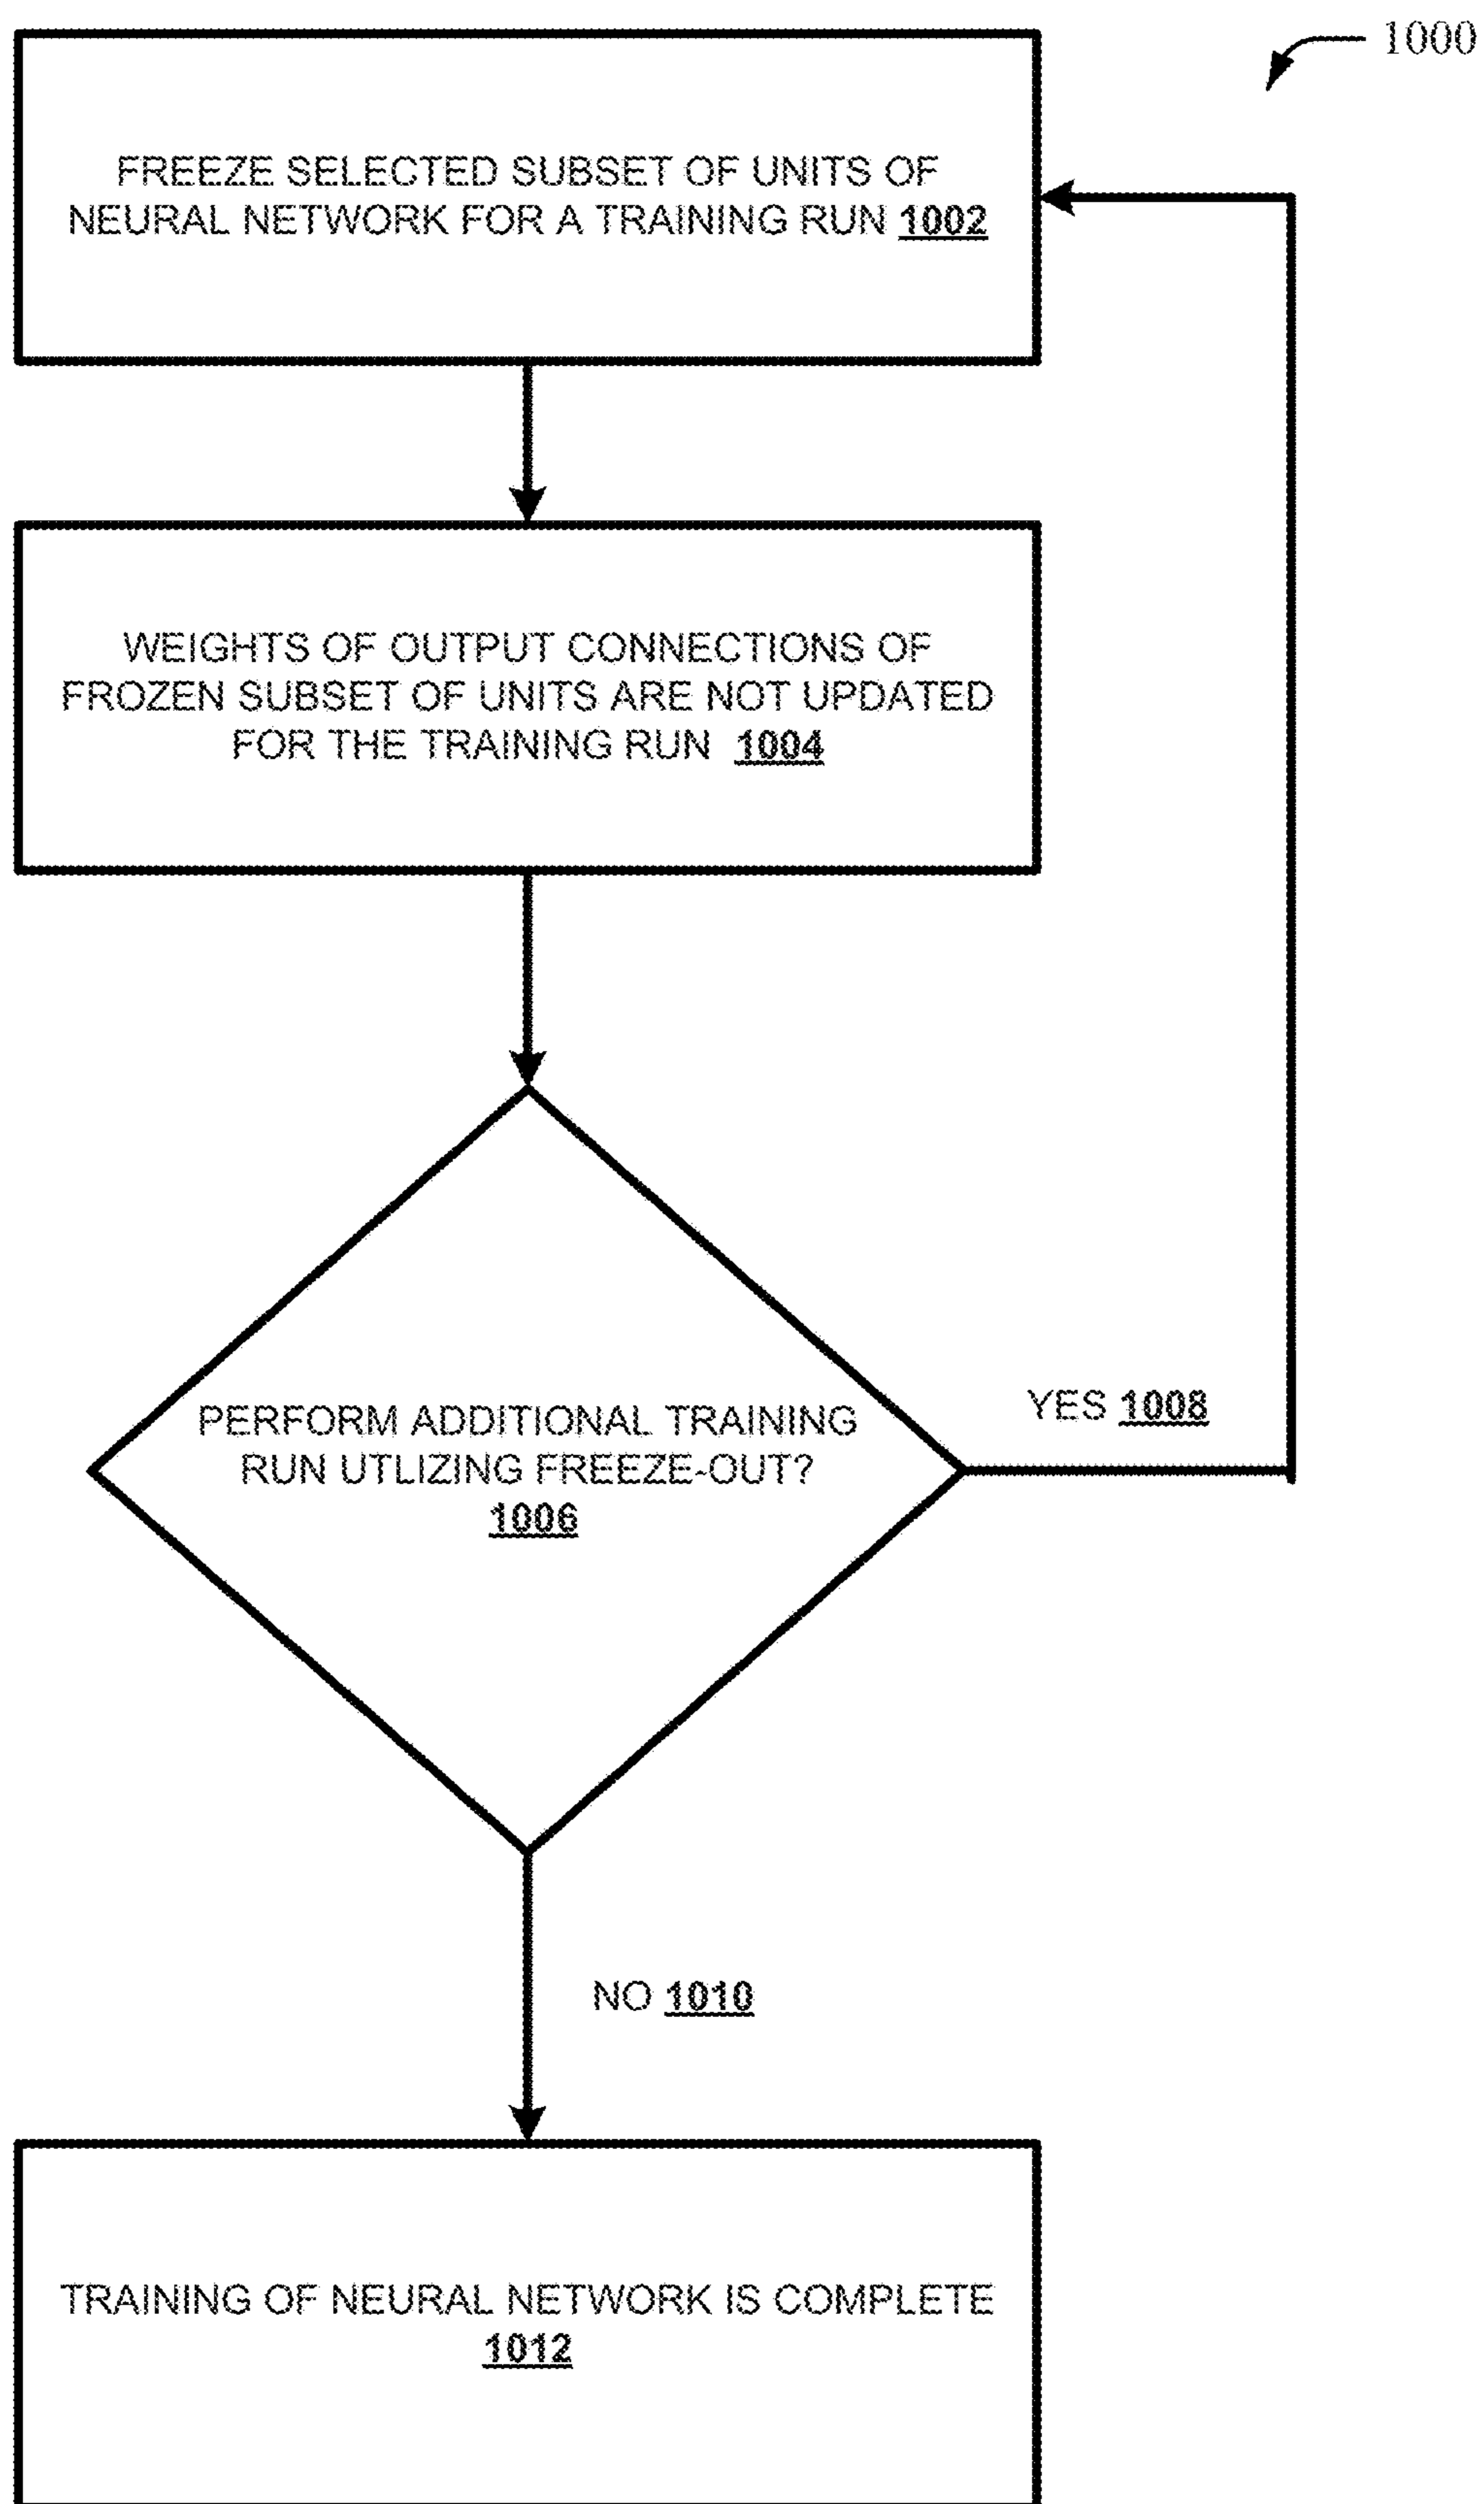 1000
FREEZE SELECTED SUBSET OF UNITS OF
NEURAL NETWORK FOR A TRAINING RUN 1002
WEIGHTS OF OUTPUT CONNECTIONS OF
FROZEN SUBSET OF UNITS ARE NOT UPDATED
FOR THE TRAINING RUN 1004
PERFORM ADDITIONAL TRAINING
RUN UTLIZING FREEZE-OUT?
1006
YES 1008
NO 1010
TRAINING OF NEURAL NETWORK IS COMPLETE
1012